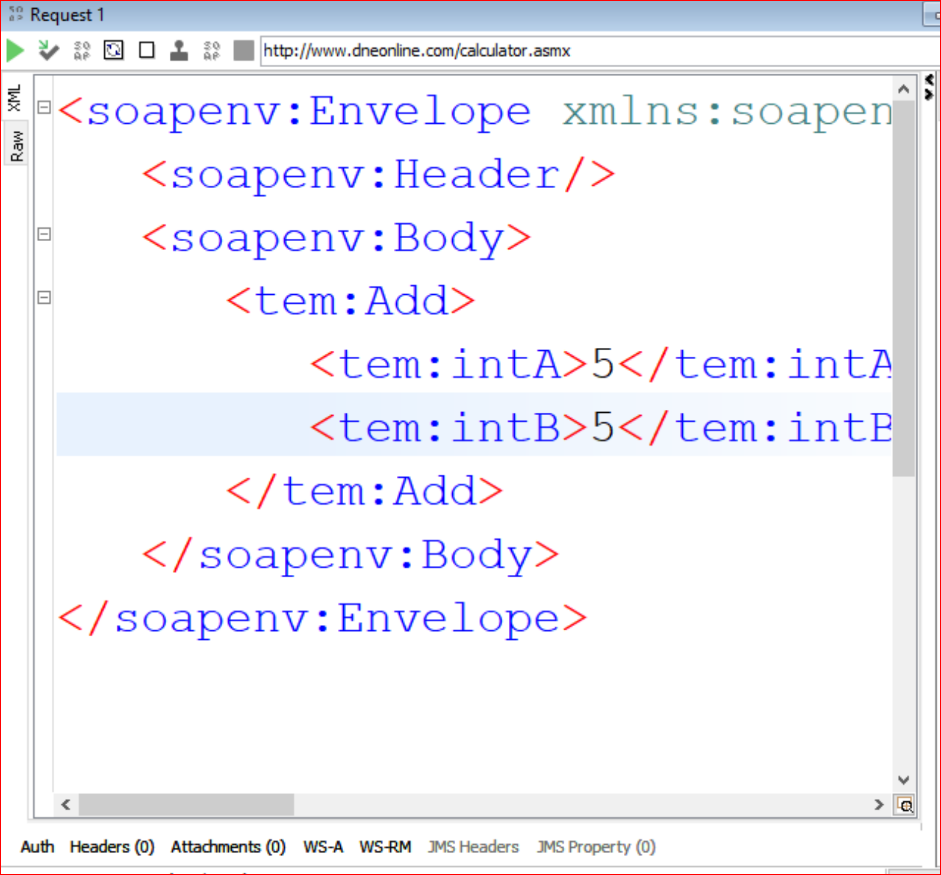 Request 1
http://www.dneonline.com/calculator.asmx
XML
Raw
<soapenv:Envelope xmlns:soapen
<soapenv:Header/>
<soapenv:Body>
<tem:Add>
<tem:intA>5</tem:intA
<tem:intB>5</tem:intB
</tem:Add>
</soapenv:Body>
</soapenv:Envelope>
Auth Headers (0) Attachments (0) WS-A WS-RM JMS Headers JMS Property (0)